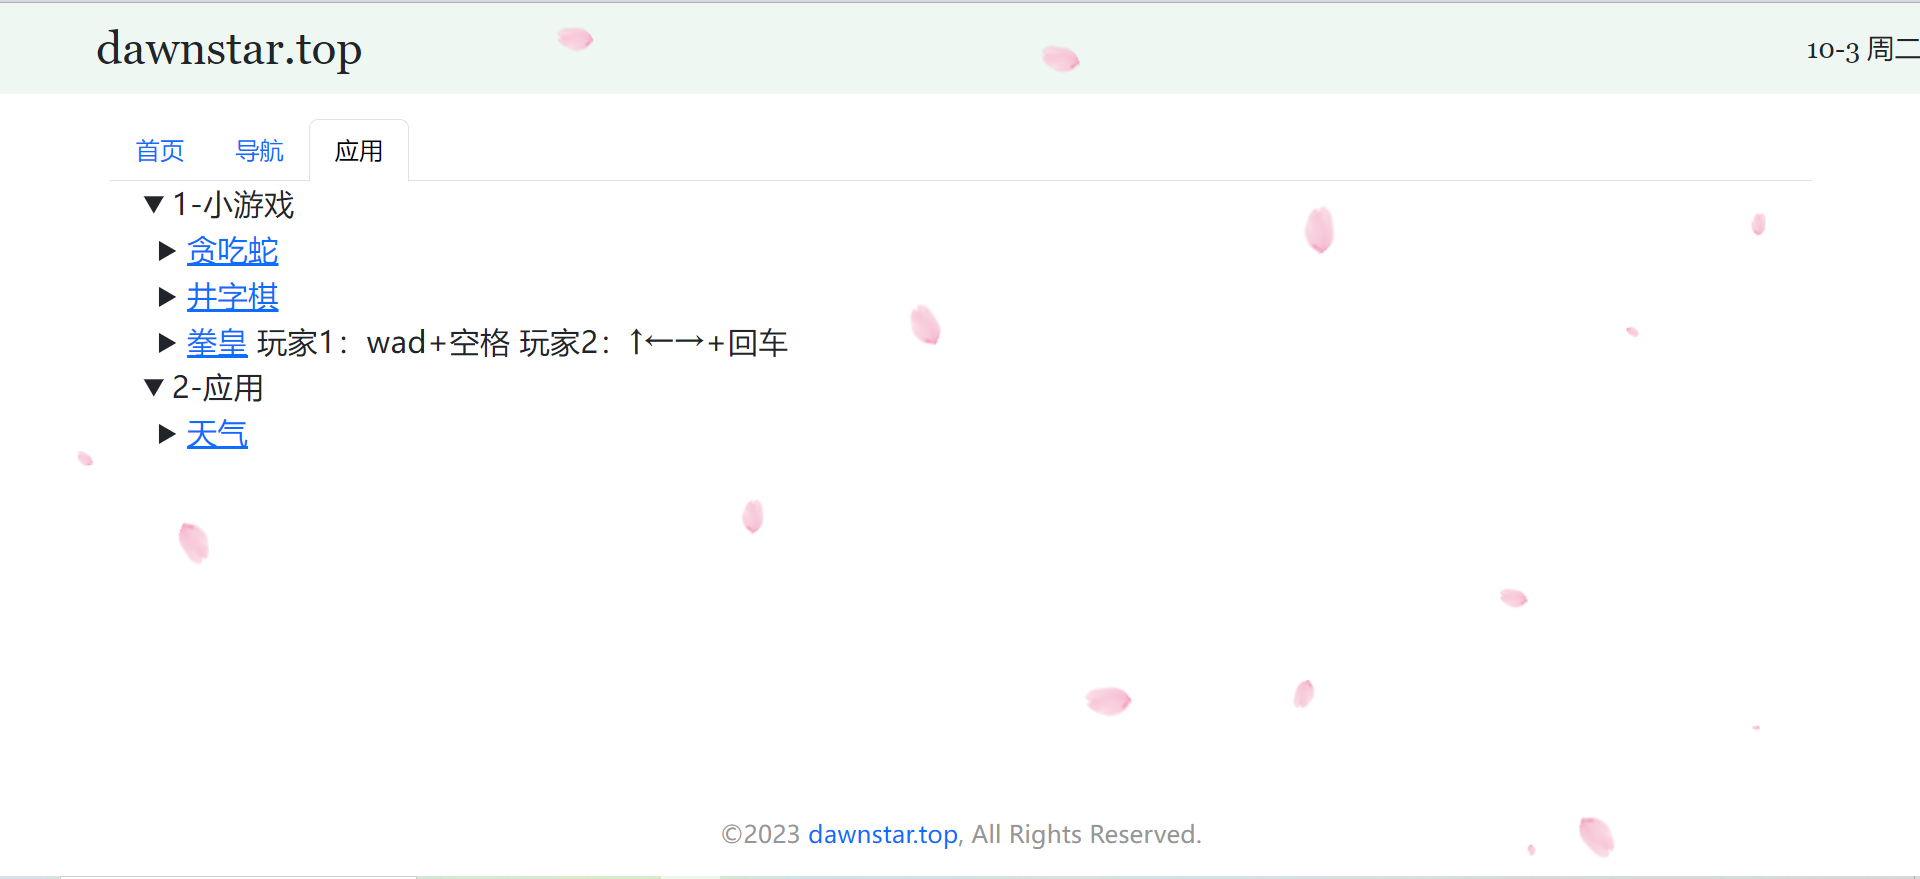 dawnstar.top
10-3 周二
首页 导航 应用
▼ 1-小游戏
▶ 贪吃蛇
▶ 井字棋
▶ 拳皇 玩家1：wad+空格 玩家2：↑←→+回车
▼ 2-应用
▶ 天气
©2023 dawnstar.top, All Rights Reserved.